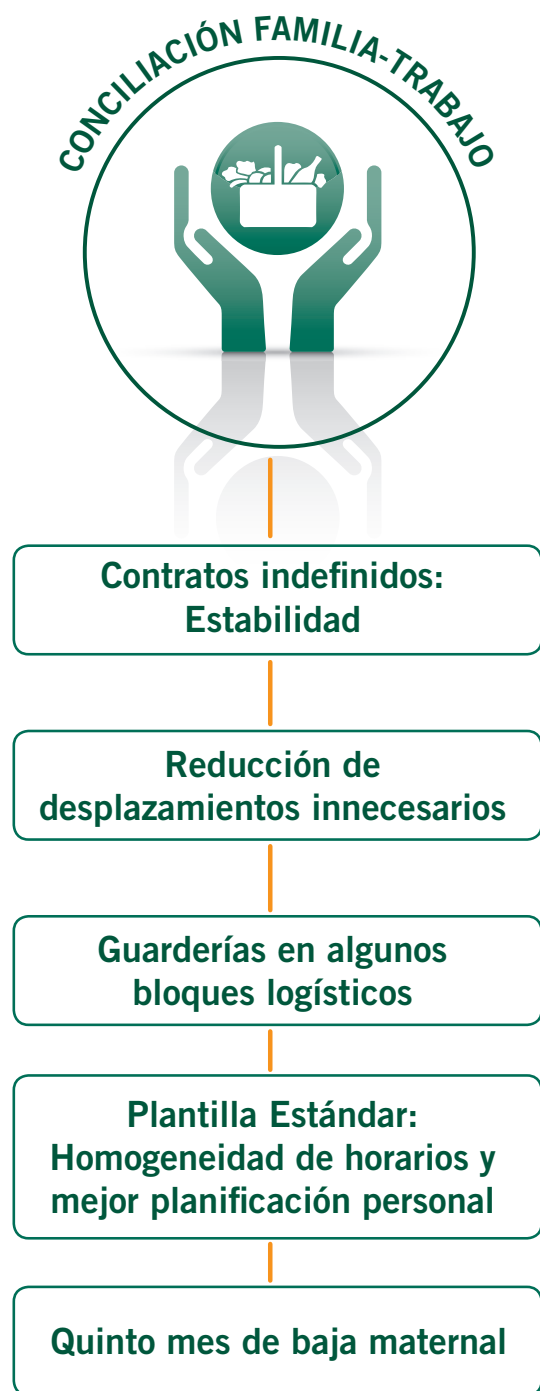 CONCILIACIÓN FAMILIA-TRABAJO
Contratos indefinidos:
Estabilidad
Reducción de
desplazamientos innecesarios
Guarderías en algunos
bloques logísticos
Plantilla Estándar:
Homogeneidad de horarios y
mejor planificación personal
Quinto mes de baja maternal